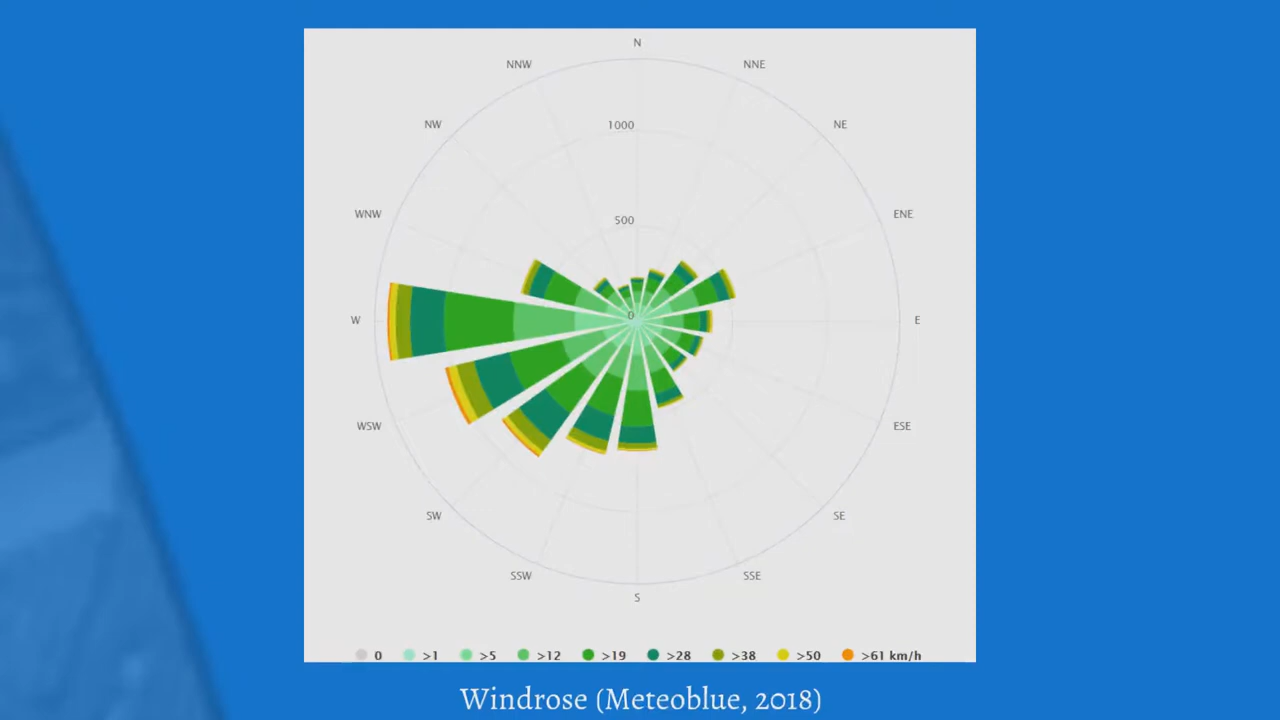 N
NNW NNE
NW NE
1000
WNW ENE
500
0
W E
WSW ESE
SW SE
SSW SSE
S
0 >1 >5 >12 >19 >28 >38 >50 >61 km/h
Windrose (Meteoblue, 2018)